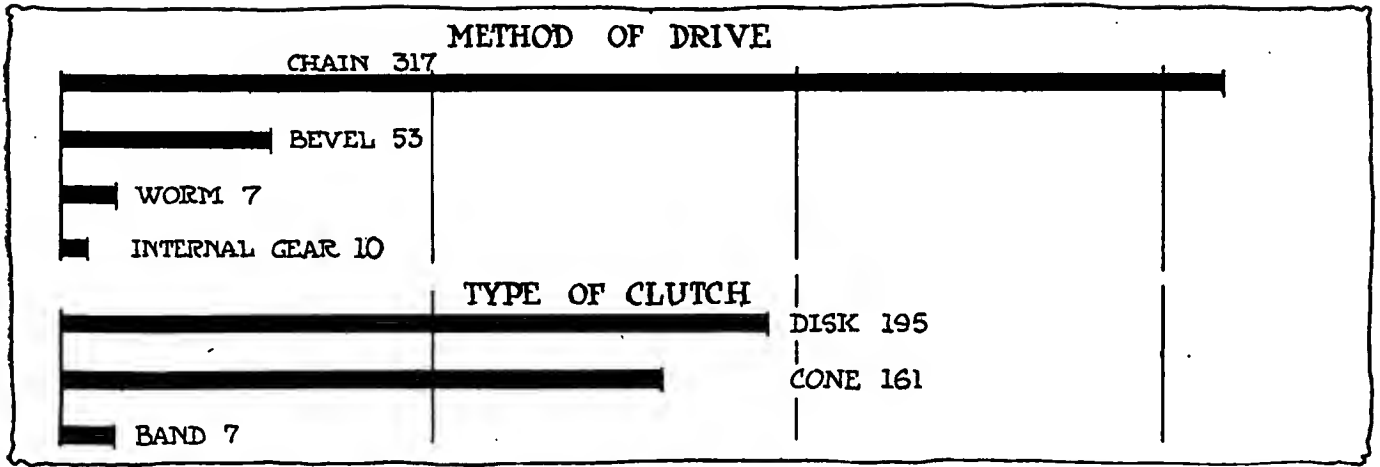 METHOD OF DRIVE
CHAIN 317
BEVEL 53
WORM 7
INTERNAL GEAR 10
TYPE OF CLUTCH
DISK 195
CONE 161
BAND 7